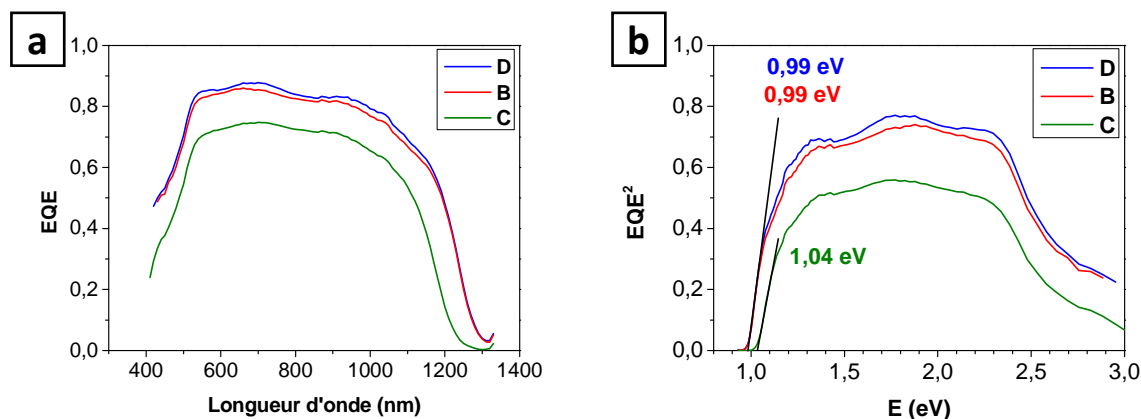 a
EQE
1,0
0,8
0,6
0,4
0,2
0,0
400 600 800 1000 1200 1400
Longueur d'onde (nm)
D
B
C
b
EQE²
1,0
0,8
0,6
0,4
0,2
0,0
1,0 1,5 2,0 2,5 3,0
E (eV)
0,99 eV
0,99 eV
1,04 eV
D
B
C